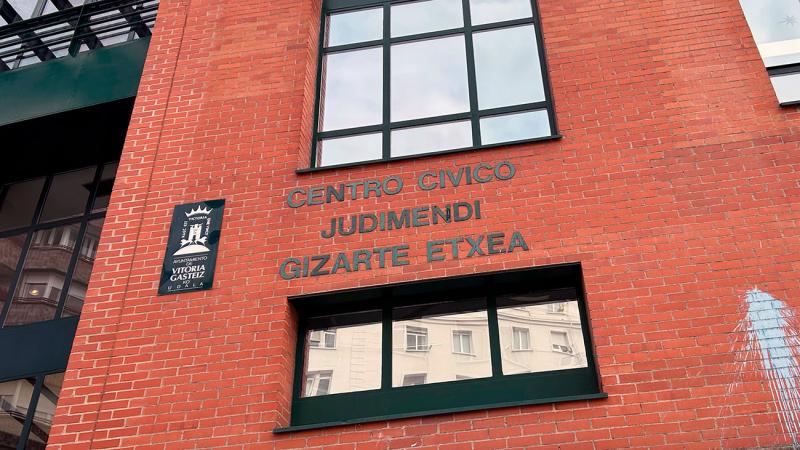 CENTRO CIVICO
JUDIMENDI
GIZARTE ETXEA
VICTORIA
AYUNTAMIENTO
DE
VITORIA
GASTEIZ
KO
UDALA